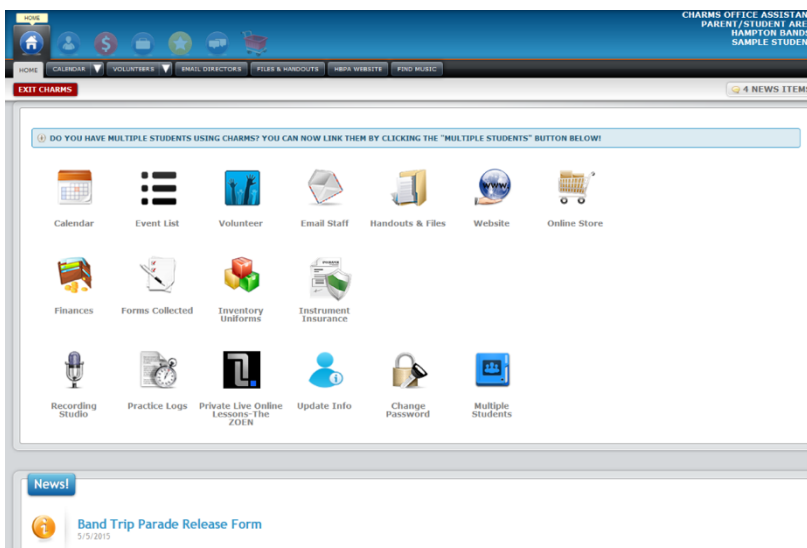 HOME
CHARMS OFFICE ASSISTAN
PARENT/STUDENT ARE
HAMPTON BANDS
SAMPLE STUDEN
HOME CALENDAR VOLUNTEERS EMAIL DIRECTORS FILES & HANDOUTS HBPA WEBSITE FIND MUSIC
EXIT CHARMS
4 NEWS ITEMS
DO YOU HAVE MULTIPLE STUDENTS USING CHARMS? YOU CAN NOW LINK THEM BY CLICKING THE "MULTIPLE STUDENTS" BUTTON BELOW!
WWW.
Calendar Event List Volunteer Email Staff Handouts & Files Website Online Store
Finances Forms Collected Inventory Instrument
Uniforms Insurance
Recording Practice Logs Private Live Online Update Info Change Multiple
Studio Lessons-The Password Students
ZOEN
News!
Band Trip Parade Release Form
5/5/2015